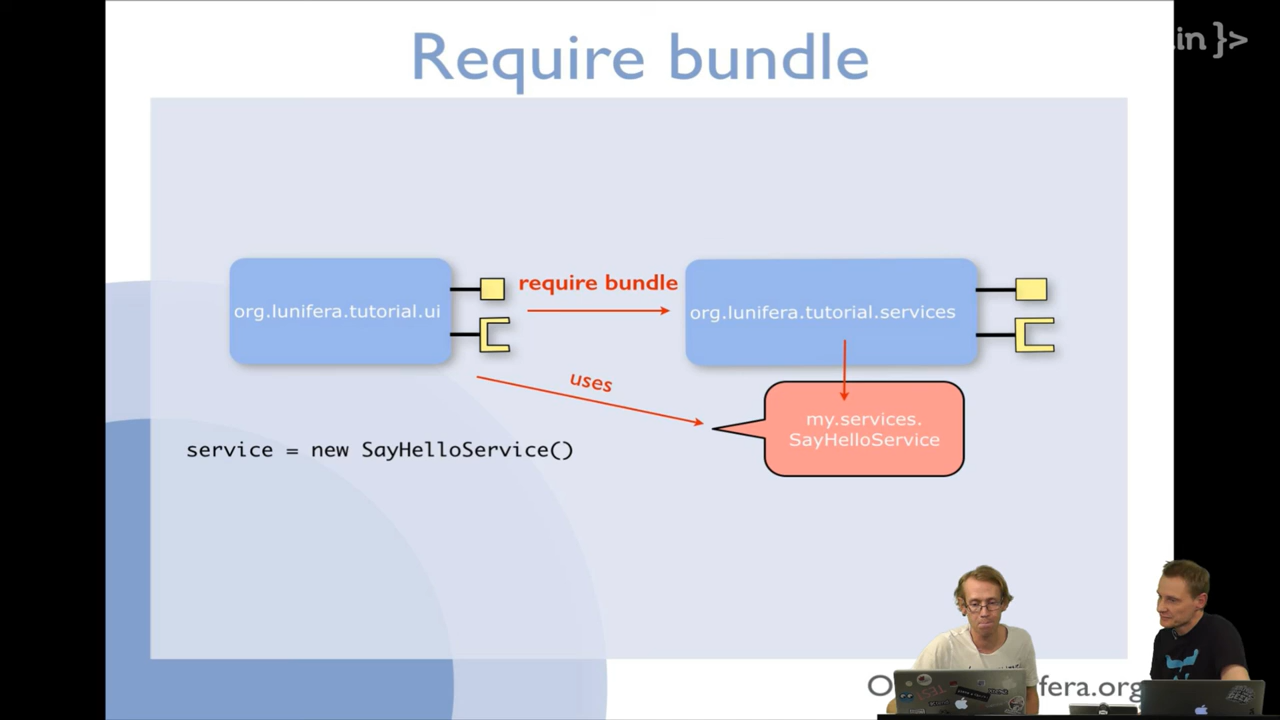 Require bundle
in }>
require bundle
org.lunifera.tutorial.ui
org.lunifera.tutorial.services
uses
my.services.
SayHelloService
service = new SayHelloService()
fera.org